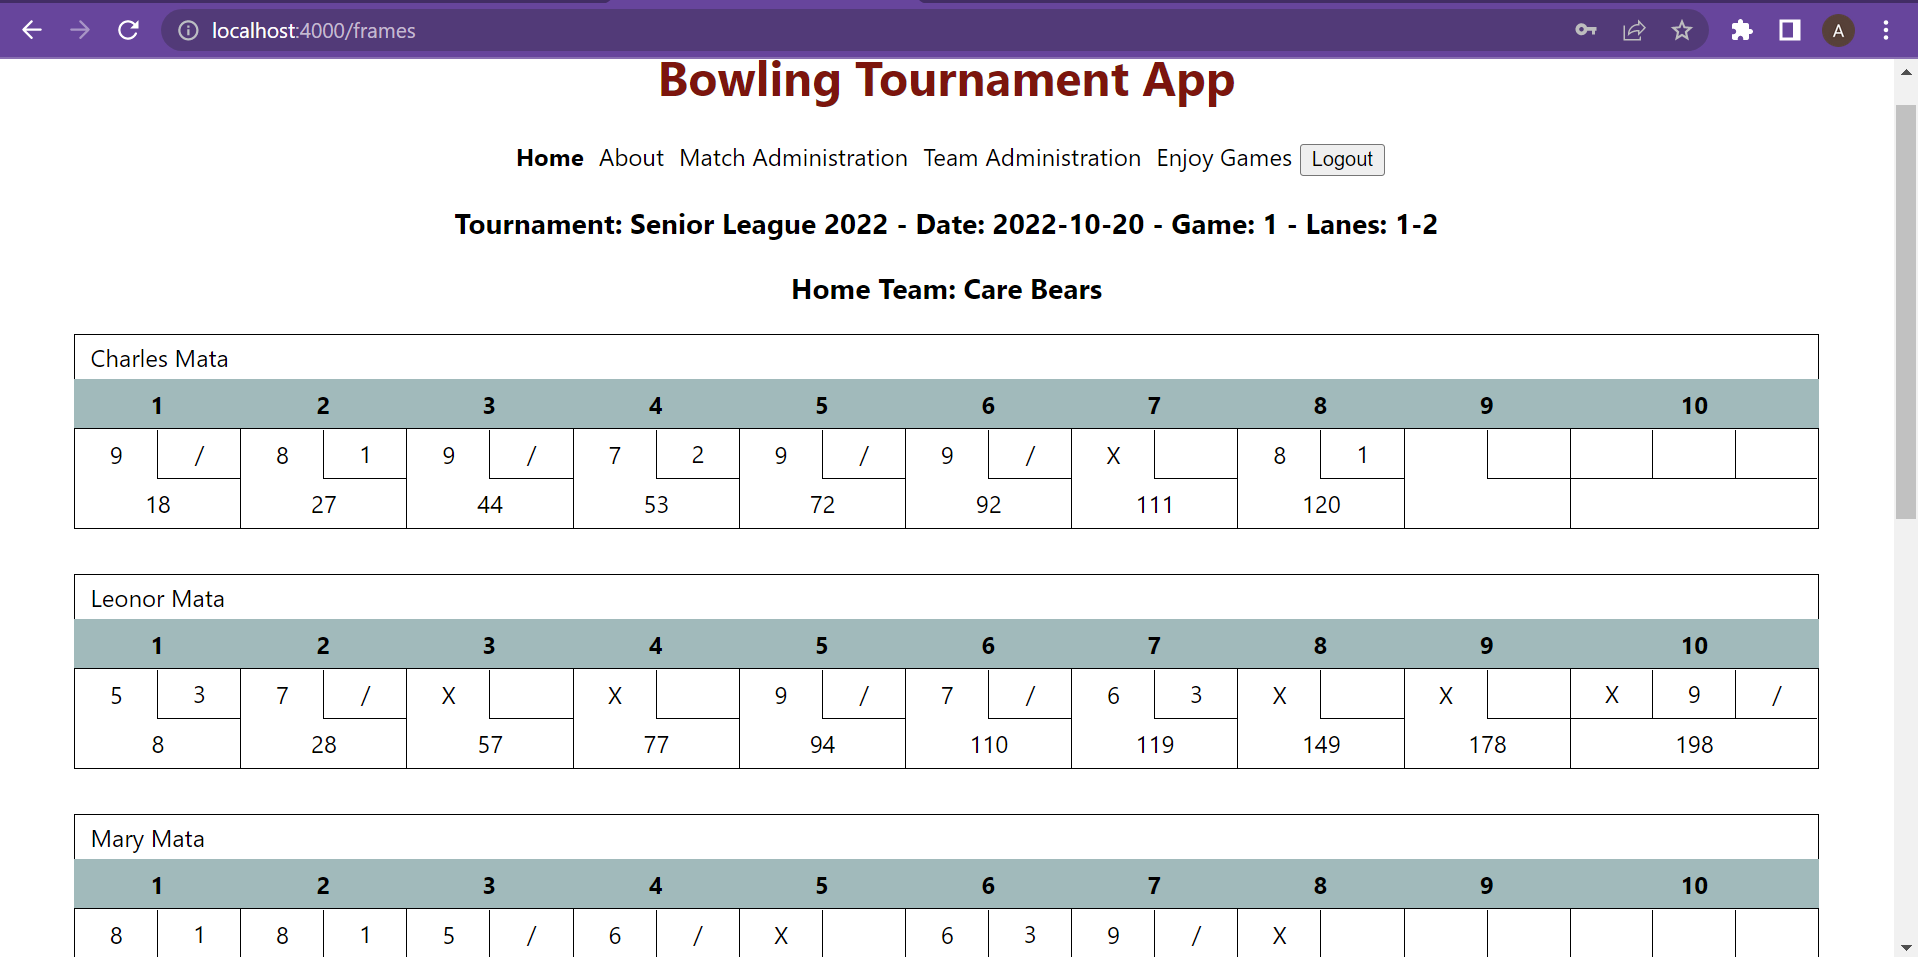 localhost:4000/frames
A
Bowling Tournament App
Home About Match Administration Team Administration Enjoy Games Logout
Tournament: Senior League 2022 - Date: 2022-10-20 - Game: 1 - Lanes: 1-2
Home Team: Care Bears
Charles Mata
1 2 3 4 5 6 7 8 9 10
9 / 8 1 9 / 7 2 9 / 9 / X 8 1
18 27 44 53 72 92 111 120
Leonor Mata
1 2 3 4 5 6 7 8 9 10
5 3 7 / X X 9 / 7 / 6 3 X X X 9 /
8 28 57 77 94 110 119 149 178 198
Mary Mata
1 2 3 4 5 6 7 8 9 10
8 1 8 1 5 / 6 / X 6 3 9 / X